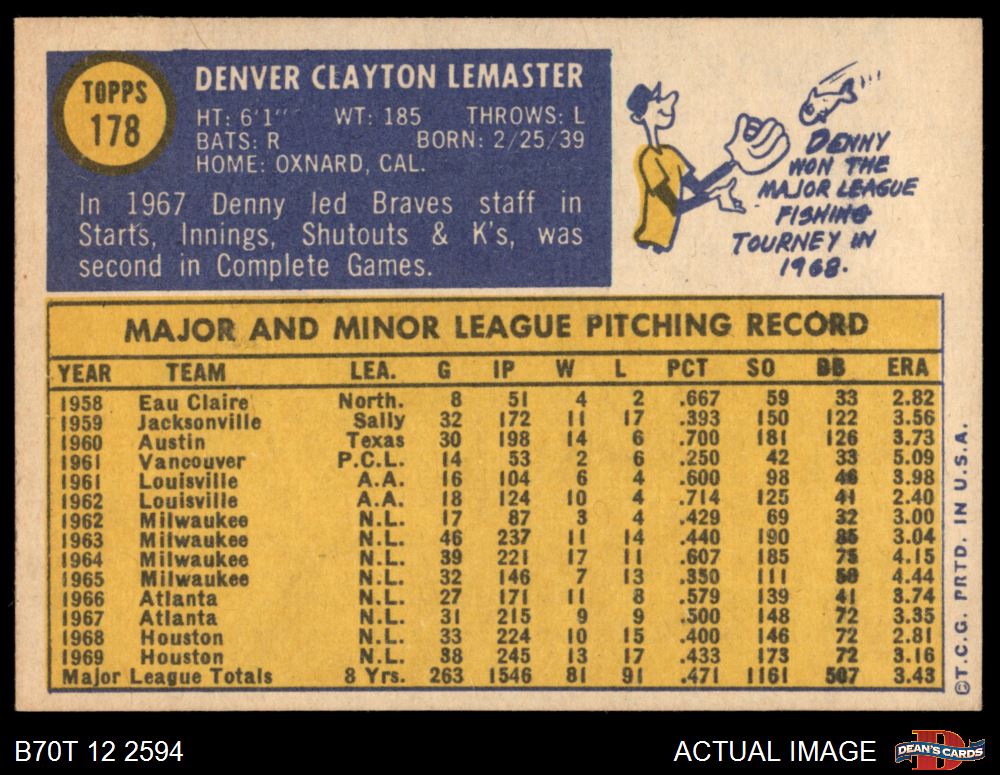 TOPPS
178
DENVER CLAYTON LEMASTER
HT: 6'1" WT: 185 THROWS: L
BATS: R BORN: 2/25/39
HOME: OXNARD, CAL.
In 1967 Denny led Braves staff in
Starts, Innings, Shutouts & K's, was
second in Complete Games.
DENNY
WON THE
MAJOR LEAGUE
FISHING
TOURNEY IN
1968.
MAJOR AND MINOR LEAGUE PITCHING RECORD
YEAR TEAM LEA. G IP W L PCT SO BB ERA
1958 Eau Claire North. 8 51 4 2 .667 59 33 2.82
1959 Jacksonville Sally 32 172 11 17 .393 150 122 3.56
1960 Austin Texas 30 198 14 6 .700 181 126 3.73
1961 Vancouver P.C.L. 14 53 2 6 .250 42 33 5.09
1961 Louisville A.A. 16 104 6 4 .600 98 46 3.98
1962 Louisville A.A. 18 124 10 4 .714 125 41 2.40
1962 Milwaukee N.L. 17 87 3 4 .429 69 32 3.00
1963 Milwaukee N.L. 46 237 11 14 .440 190 85 3.04
1964 Milwaukee N.L. 39 221 17 11 .607 185 75 4.15
1965 Milwaukee N.L. 32 146 7 13 .350 111 58 4.44
1966 Atlanta N.L. 27 171 11 8 .579 139 41 3.74
1967 Atlanta N.L. 31 215 9 9 .500 148 72 3.35
1968 Houston N.L. 33 224 10 15 .400 146 72 2.81
1969 Houston N.L. 38 245 13 17 .433 173 72 3.16
Major League Totals 8 Yrs. 263 1546 81 91 .471 1161 507 3.43
©T.C.G. PRTD. IN U.S.A.
B70T 12 2594 ACTUAL IMAGE
DEAN'S CARDS